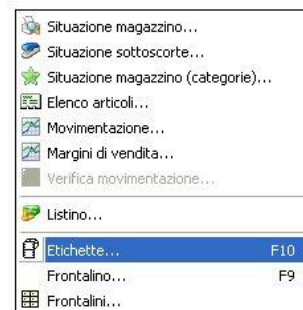 Situazione magazzino...
Situazione sottoscorte...
Situazione magazzino (categorie)...
Elenco articoli...
Movimentazione...
Margini di vendita...
Verifica movimentazione...
Listino...
Etichette... F10
Frontalino... F9
Frontalini...